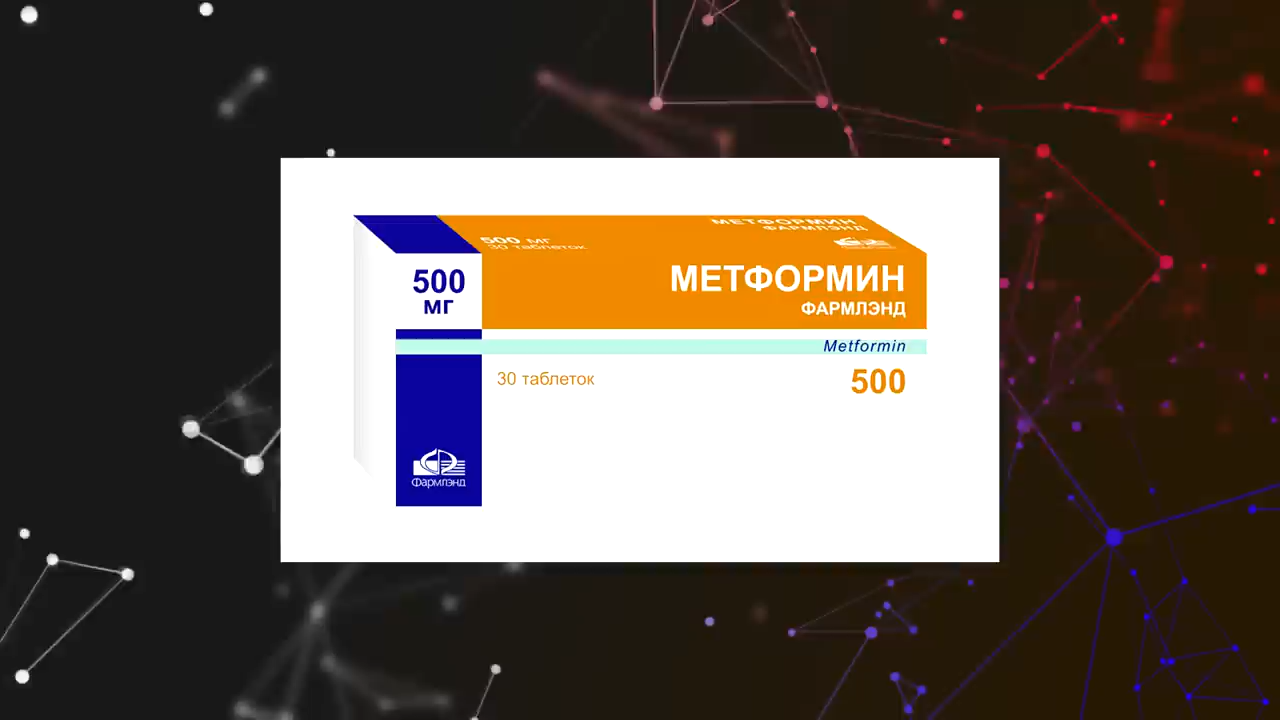 МЕТФОРМИН
ФАРМЛЭНД
500 МГ
30 таблеток
500
МГ
МЕТФОРМИН
ФАРМЛЭНД
Metformin
30 таблеток
500
Фармлэнд